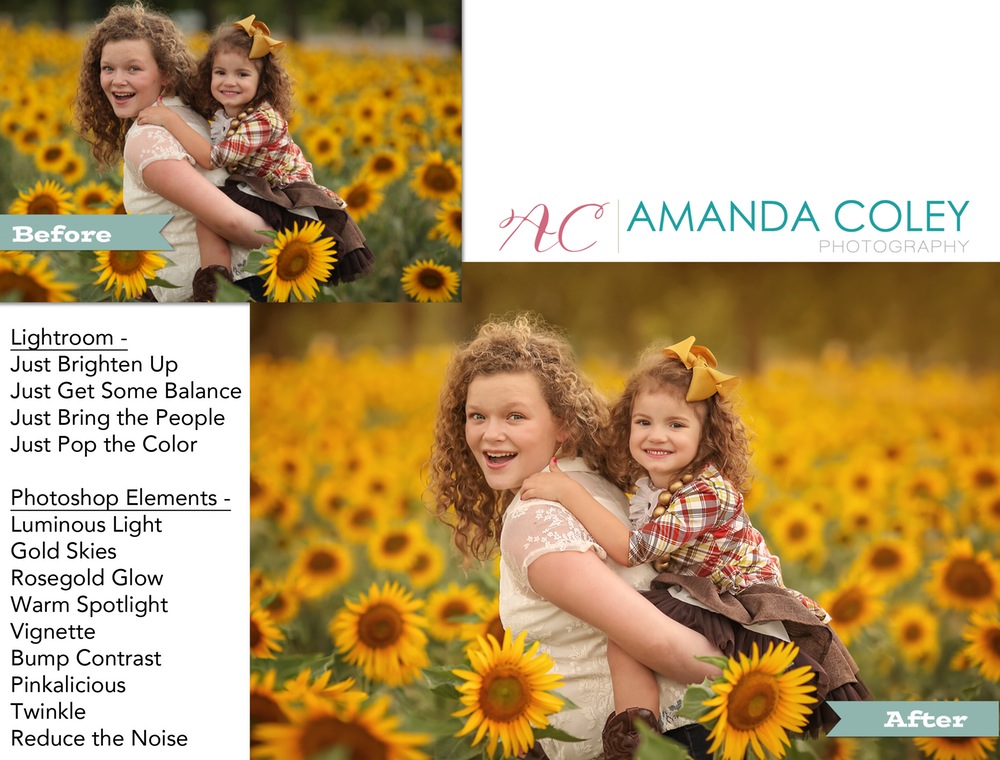 Before
AC
AMANDA COLEY
PHOTOGRAPHY
Lightroom -
Just Brighten Up
Just Get Some Balance
Just Bring the People
Just Pop the Color
Photoshop Elements -
Luminous Light
Gold Skies
Rosegold Glow
Warm Spotlight
Vignette
Bump Contrast
Pinkalicious
Twinkle
Reduce the Noise
After